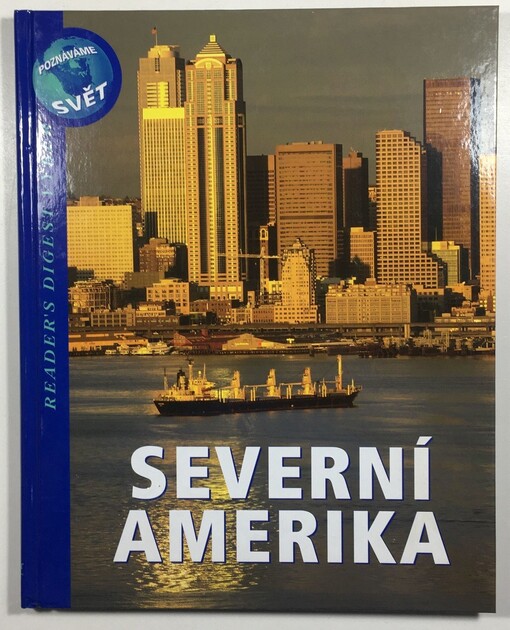 POZNÁVÁME
SVĚT
READER'S DIGEST
SEVERNÍ
AMERIKA